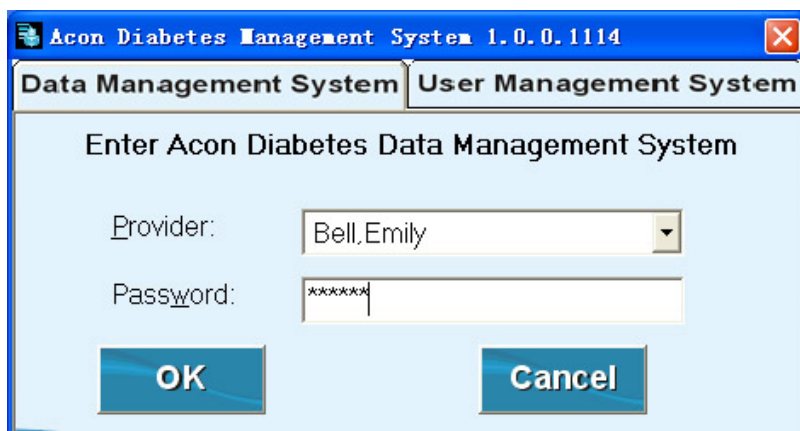 Acon Diabetes Management System 1.0.0.1114
Data Management System User Management System
Enter Acon Diabetes Data Management System
Provider: Bell,Emily
Password: ******
OK Cancel